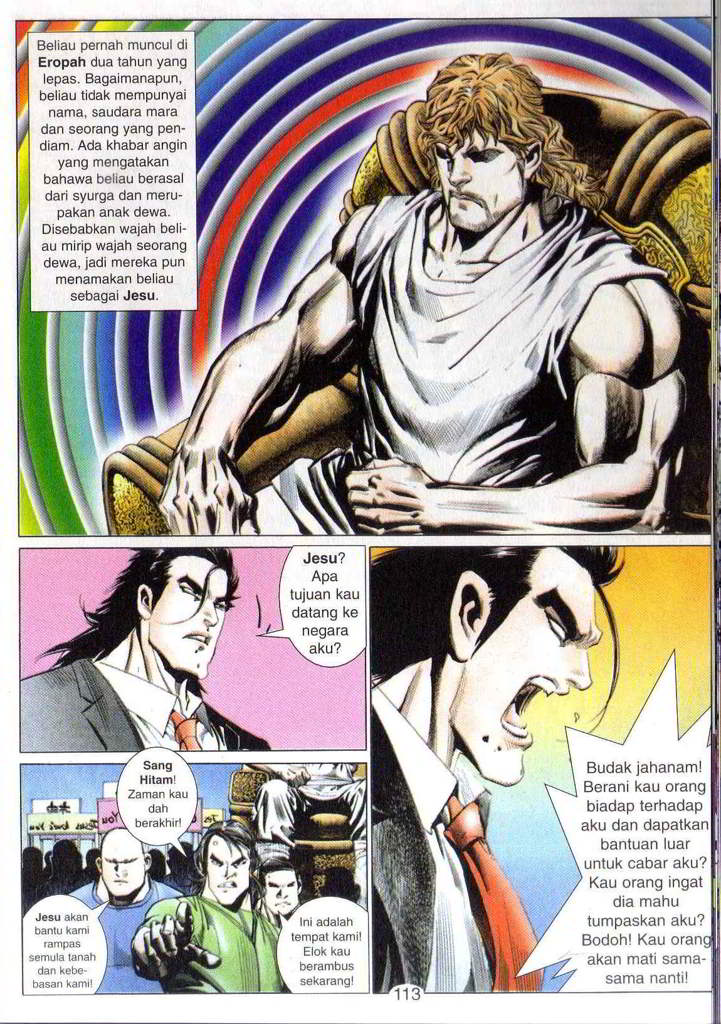 Beliau pernah muncul di
Eropah dua tahun yang
lepas. Bagaimanapun,
beliau tidak mempunyai
nama, saudara mara
dan seorang yang pen-
diam. Ada khabar angin
yang mengatakan
bahawa beliau berasal
dari syurga dan meru-
pakan anak dewa.
Disebabkan wajah beli-
au mirip wajah seorang
dewa, jadi mereka pun
menamakan beliau
sebagai Jesu.
Jesu?
Apa
tujuan kau
datang ke
negara
aku?
Budak jahanam!
Berani kau orang
biadap terhadap
aku dan dapatkan
bantuan luar
untuk cabar aku?
Kau orang ingat
dia mahu
tumpaskan aku?
Bodoh! Kau orang
akan mati sama-
sama nanti!
Sang
Hitam!
Zaman kau
dah
berakhir!
Jesu akan
bantu kami
rampas
semula tanah
dan kebe-
basan kami!
Ini adalah
tempat kami!
Elok kau
berambus
sekarang!
113